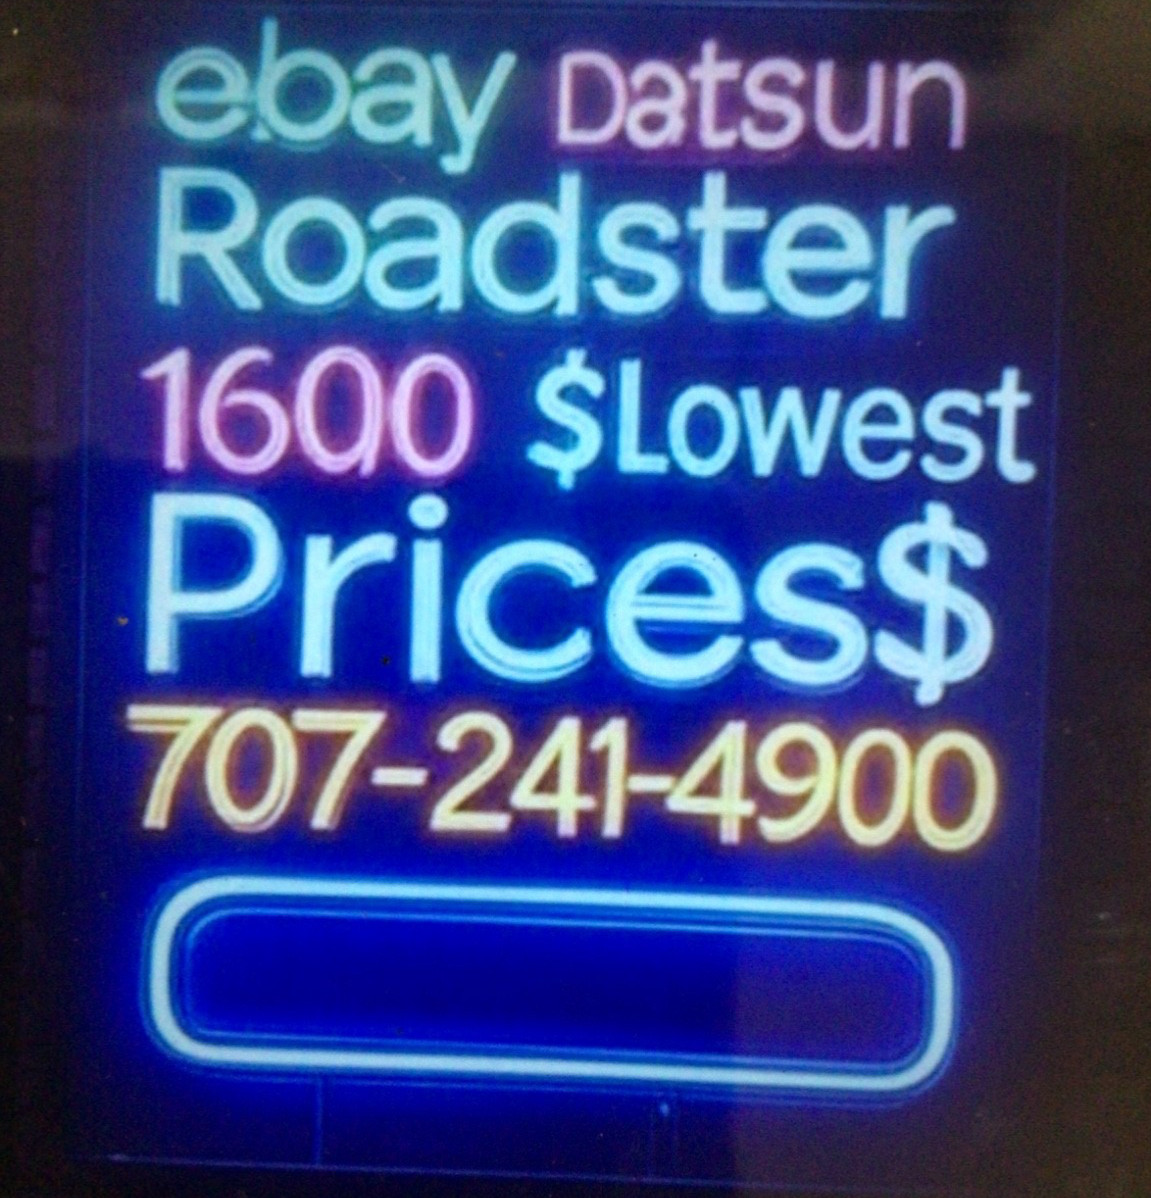 ebay Datsun
Roadster
1600 $Lowest
Prices$
707-241-4900